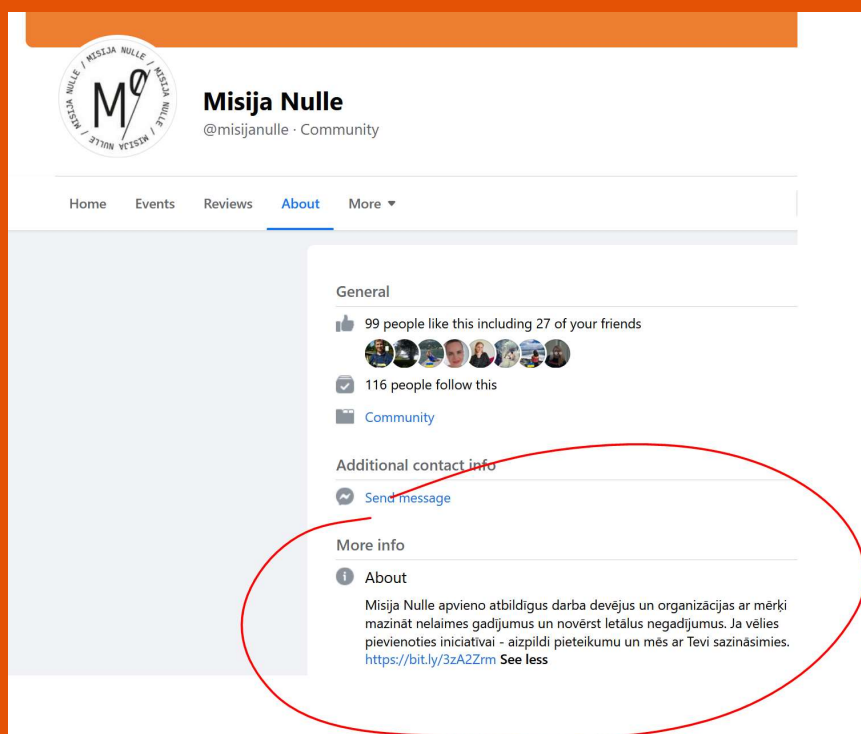 MISIJA NULLE / MISIJA NULLE / MISIJA NULLE / MISIJA NULLE /
MØ
Misija Nulle
@misijanulle · Community
Home Events Reviews About More
General
99 people like this including 27 of your friends
116 people follow this
Community
Additional contact info
Send message
More info
About
Misija Nulle apvieno atbildīgus darba devējus un organizācijas ar mērķi
mazināt nelaimes gadījumus un novērst letālus negadījumus. Ja vēlies
pievienoties iniciatīvai - aizpildi pieteikumu un mēs ar Tevi sazināsimies.
https://bit.ly/3zA2Zrm See less